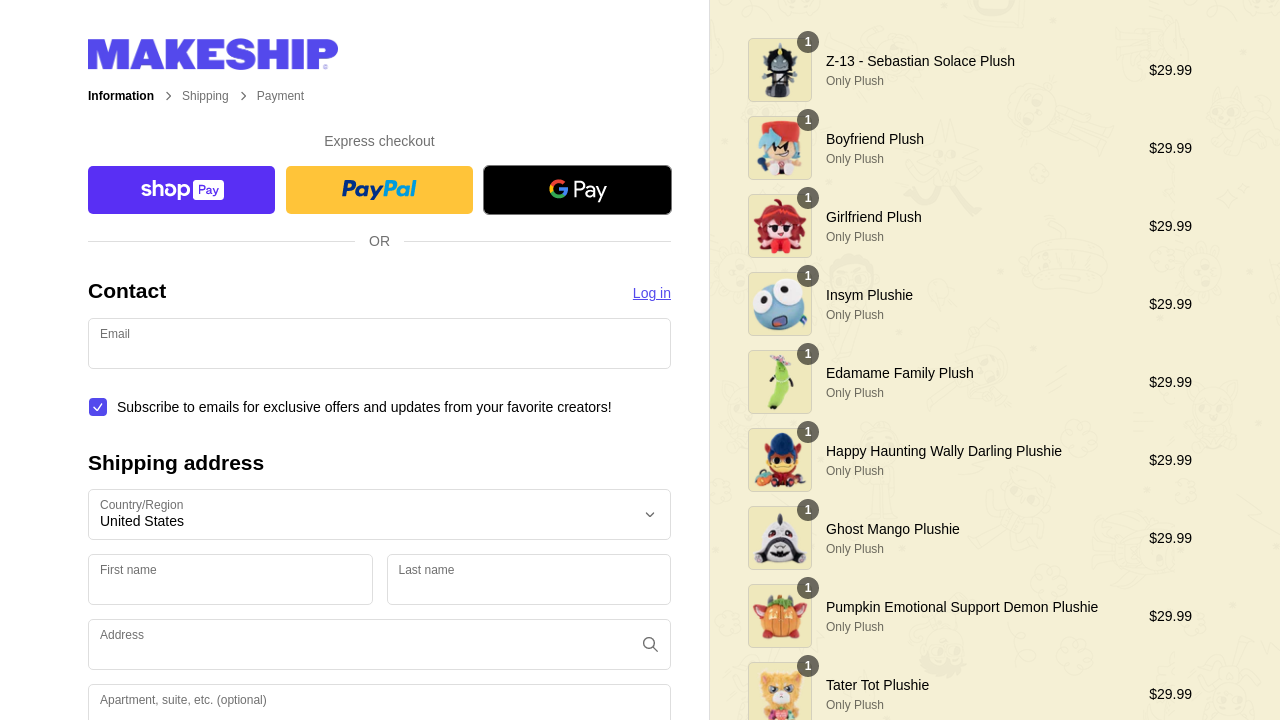 MAKESHIP
Information
Shipping
Payment
Express checkout
shop Pay
PayPal
G Pay
OR
Contact
Log in
Email
Subscribe to emails for exclusive offers and updates from your favorite creators!
Shipping address
Country/Region
United States
First name
Last name
Address
Apartment, suite, etc. (optional)
1
Z-13 - Sebastian Solace Plush
Only Plush
$29.99
1
Boyfriend Plush
Only Plush
$29.99
1
Girlfriend Plush
Only Plush
$29.99
1
Insym Plushie
Only Plush
$29.99
1
Edamame Family Plush
Only Plush
$29.99
1
Happy Haunting Wally Darling Plushie
Only Plush
$29.99
1
Ghost Mango Plushie
Only Plush
$29.99
1
Pumpkin Emotional Support Demon Plushie
Only Plush
$29.99
1
Tater Tot Plushie
Only Plush
$29.99